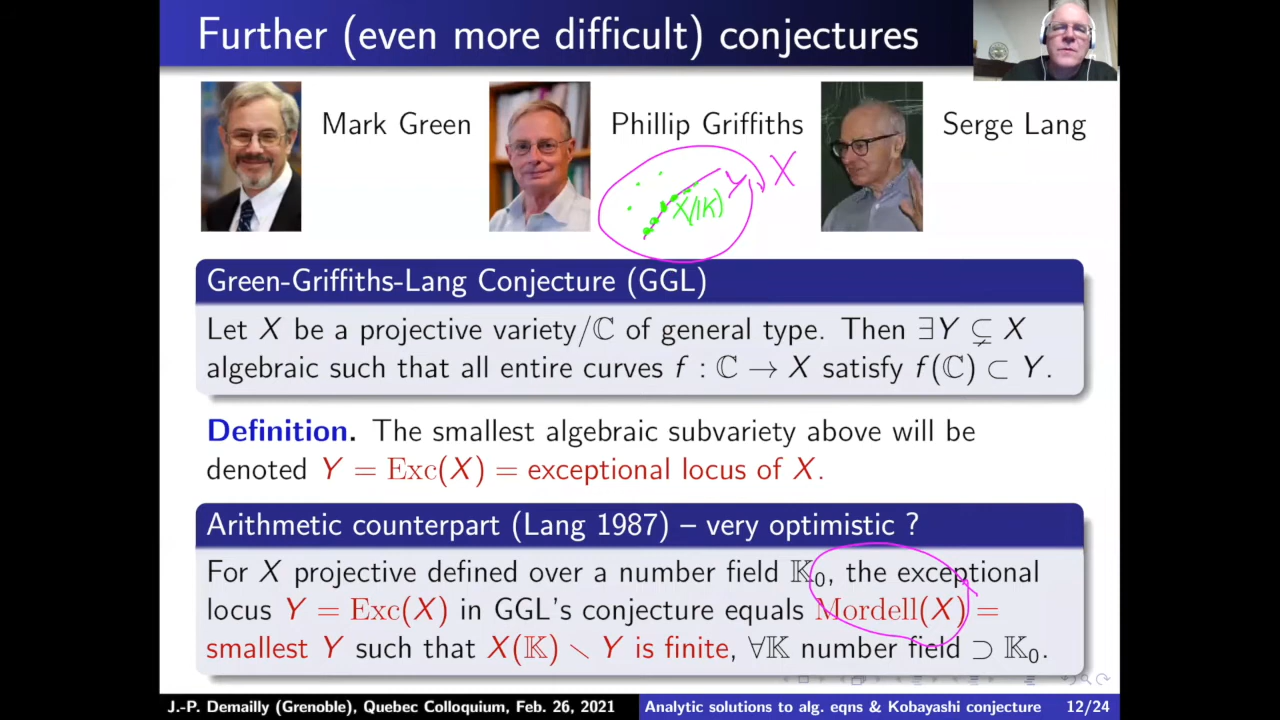 Further (even more difficult) conjectures
Mark Green
Phillip Griffiths
Serge Lang
X
Y
X(K)
Green-Griffiths-Lang Conjecture (GGL)
Let X be a projective variety/ℂ of general type. Then ∃Y ⊊ X
algebraic such that all entire curves f : ℂ → X satisfy f(ℂ) ⊂ Y.
Definition. The smallest algebraic subvariety above will be
denoted Y = Exc(X) = exceptional locus of X.
Arithmetic counterpart (Lang 1987) – very optimistic ?
For X projective defined over a number field 𝕂₀, the exceptional
locus Y = Exc(X) in GGL's conjecture equals Mordell(X) =
smallest Y such that X(𝕂) ∖ Y is finite, ∀𝕂 number field ⊃ 𝕂₀.
J.-P. Demailly (Grenoble), Quebec Colloquium, Feb. 26, 2021
Analytic solutions to alg. eqns & Kobayashi conjecture
12/24